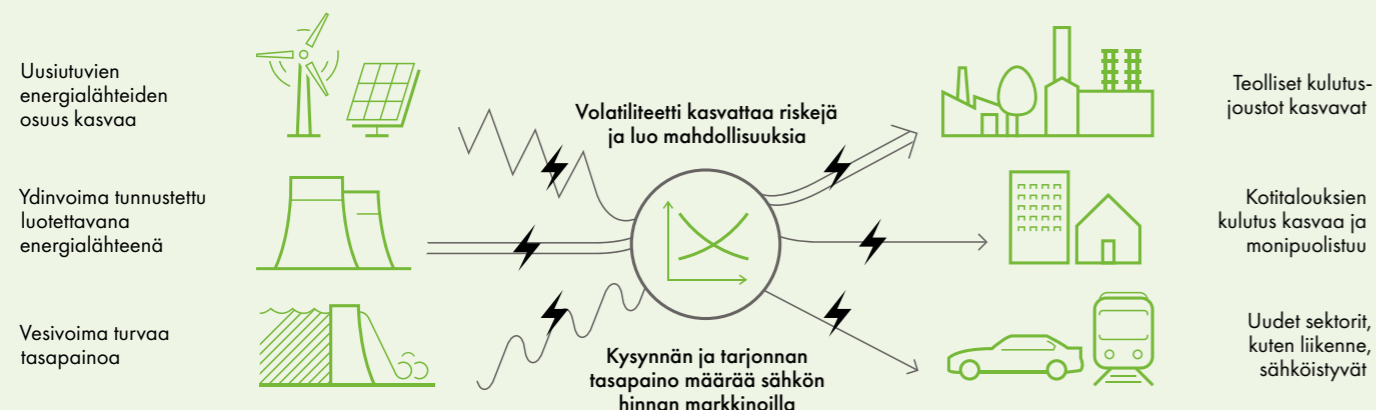 Uusiutuvien
energialähteiden
osuus kasvaa
Ydinvoima tunnustettu
luotettavana
energialähteenä
Vesivoima turvaa
tasapainoa
Volatiliteetti kasvattaa riskejä
ja luo mahdollisuuksia
Kysynnän ja tarjonnan
tasapaino määrää sähkön
hinnan markkinoilla
Teolliset kulutus-
joustot kasvavat
Kotitalouksien
kulutus kasvaa ja
monipuolistuu
Uudet sektorit,
kuten liikenne,
sähköistyvät